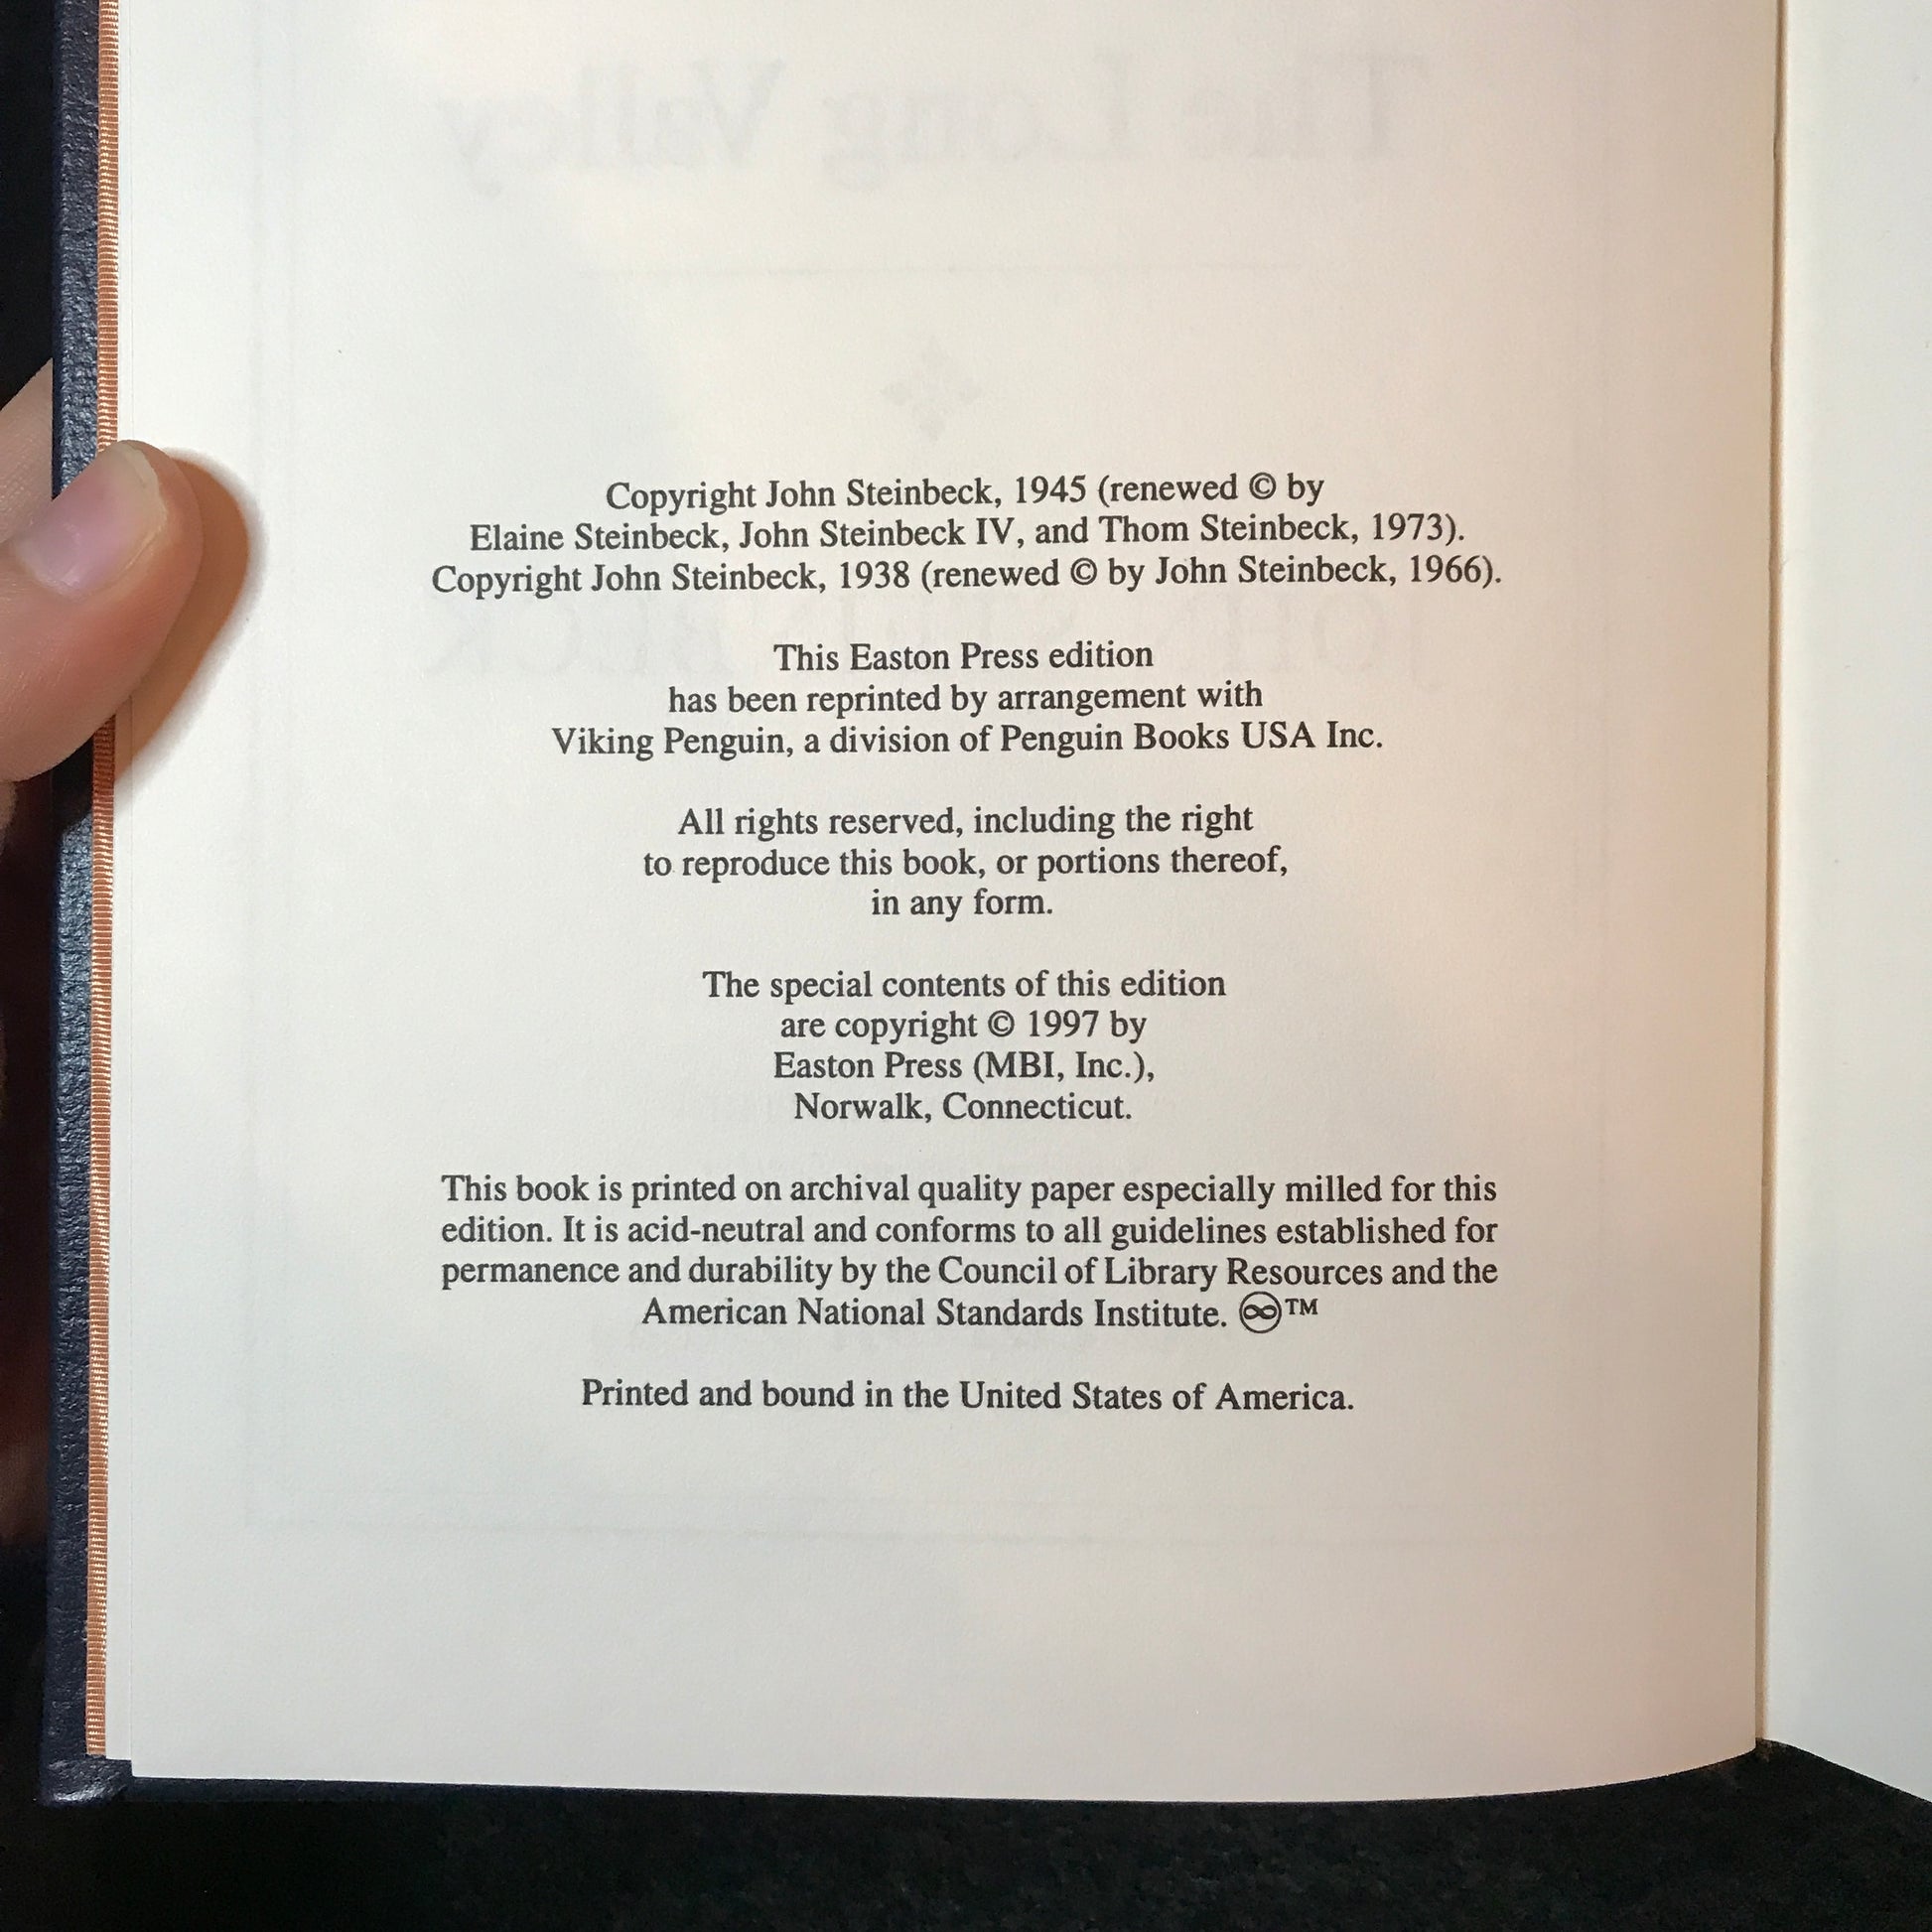 The Long Valley
JOHN STEINBECK
Copyright John Steinbeck, 1945 (renewed © by
Elaine Steinbeck, John Steinbeck IV, and Thom Steinbeck, 1973).
Copyright John Steinbeck, 1938 (renewed © by John Steinbeck, 1966).
This Easton Press edition
has been reprinted by arrangement with
Viking Penguin, a division of Penguin Books USA Inc.
All rights reserved, including the right
to reproduce this book, or portions thereof,
in any form.
The special contents of this edition
are copyright © 1997 by
Easton Press (MBI, Inc.),
Norwalk, Connecticut.
This book is printed on archival quality paper especially milled for this
edition. It is acid-neutral and conforms to all guidelines established for
permanence and durability by the Council of Library Resources and the
American National Standards Institute. ♾™
Printed and bound in the United States of America.